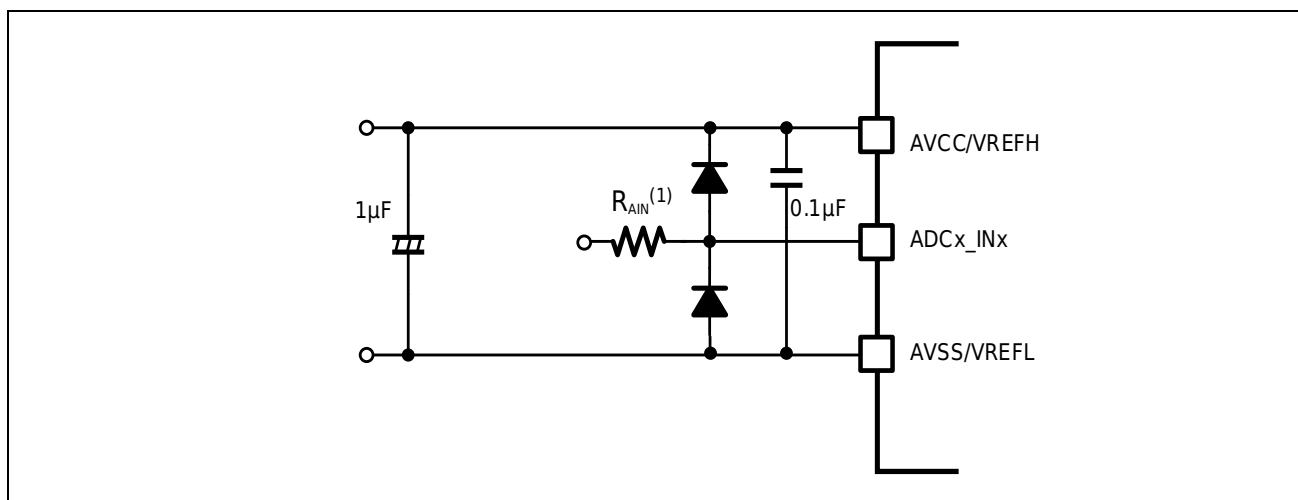 AVCC/VREFH
1µF
R_AIN(1)
0.1µF
ADCx_INx
AVSS/VREFL